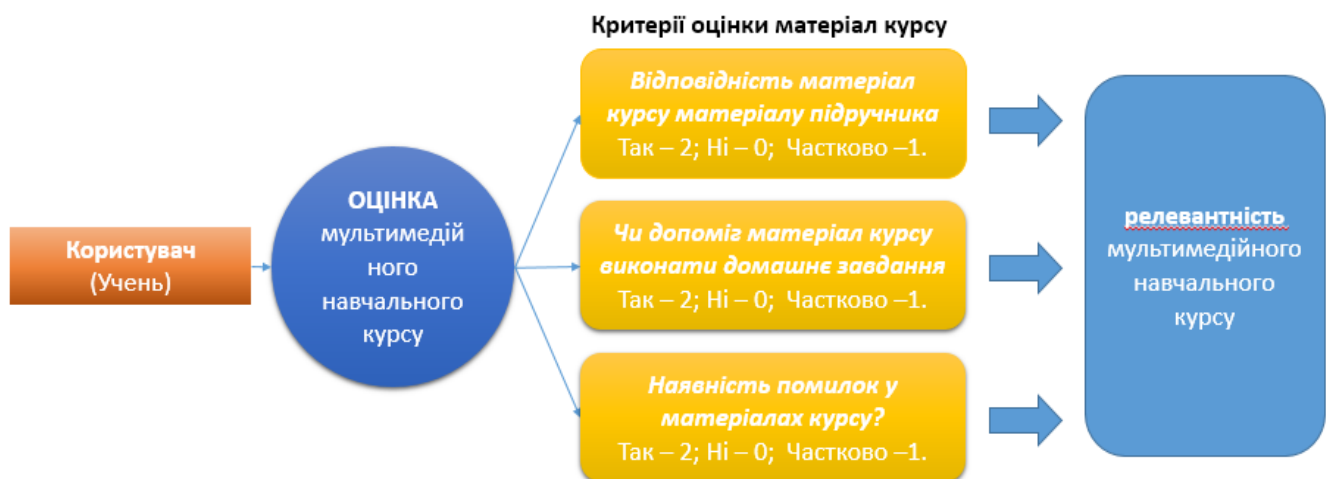 Критерії оцінки матеріал курсу
Користувач
(Учень)
ОЦІНКА
мультимедій
ного
навчального
курсу
Відповідність матеріал
курсу матеріалу підручника
Так – 2; Ні – 0;  Частково –1.
Чи допоміг матеріал курсу
виконати домашнє завдання
Так – 2; Ні – 0;  Частково –1.
Наявність помилок у
матеріалах курсу?
Так – 2; Ні – 0;  Частково –1.
релевантність
мультимедійного
навчального
курсу